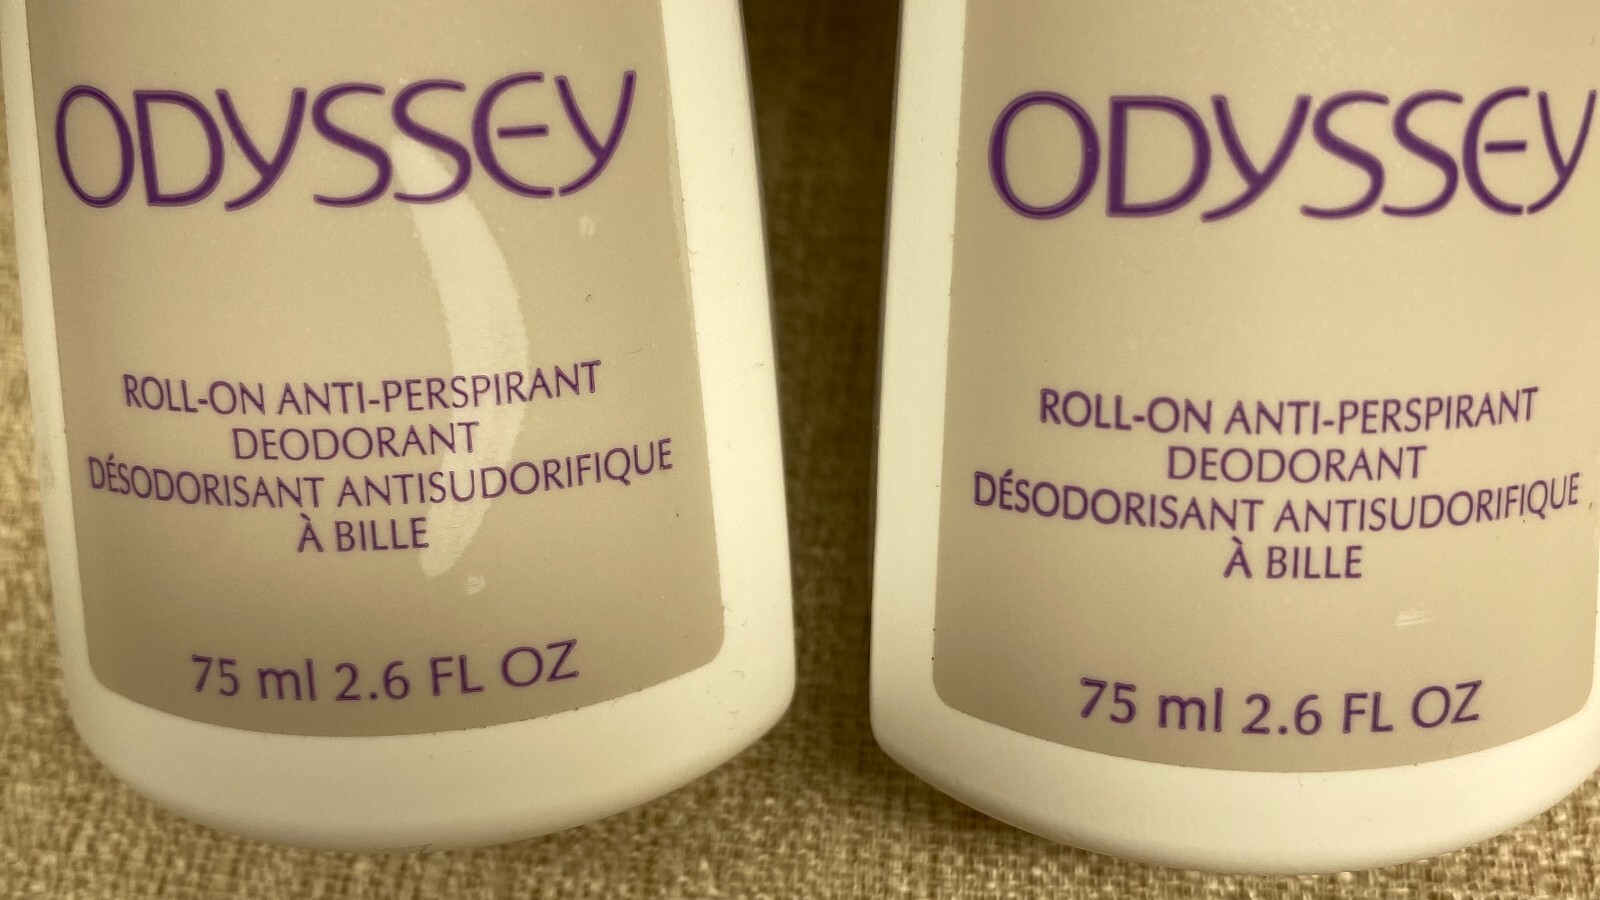 ODYSSEY
ROLL-ON ANTI-PERSPIRANT
DEODORANT
DÉSODORISANT ANTISUDORIFIQUE
À BILLE
75 ml 2.6 FL OZ
ODYSSEY
ROLL-ON ANTI-PERSPIRANT
DEODORANT
DÉSODORISANT ANTISUDORIFIQUE
À BILLE
75 ml 2.6 FL OZ